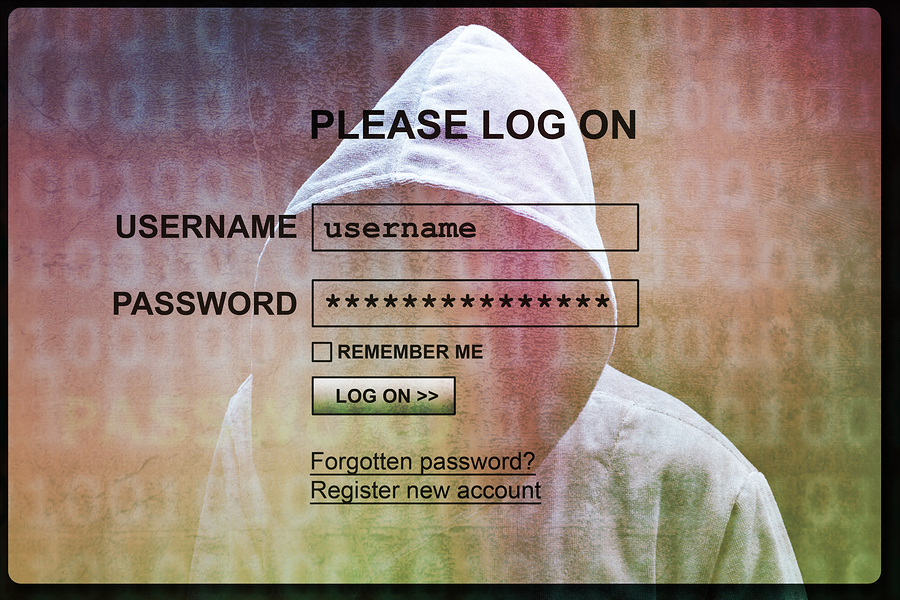 PLEASE LOG ON
USERNAME username
PASSWORD ***************
REMEMBER ME
LOG ON >>
Forgotten password?
Register new account